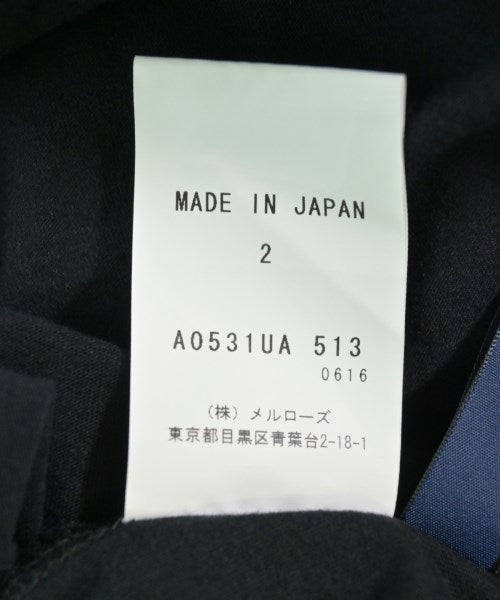 MADE IN JAPAN
2
A0531UA 513
0616
(株) メルローズ
東京都目黒区青葉台2-18-1